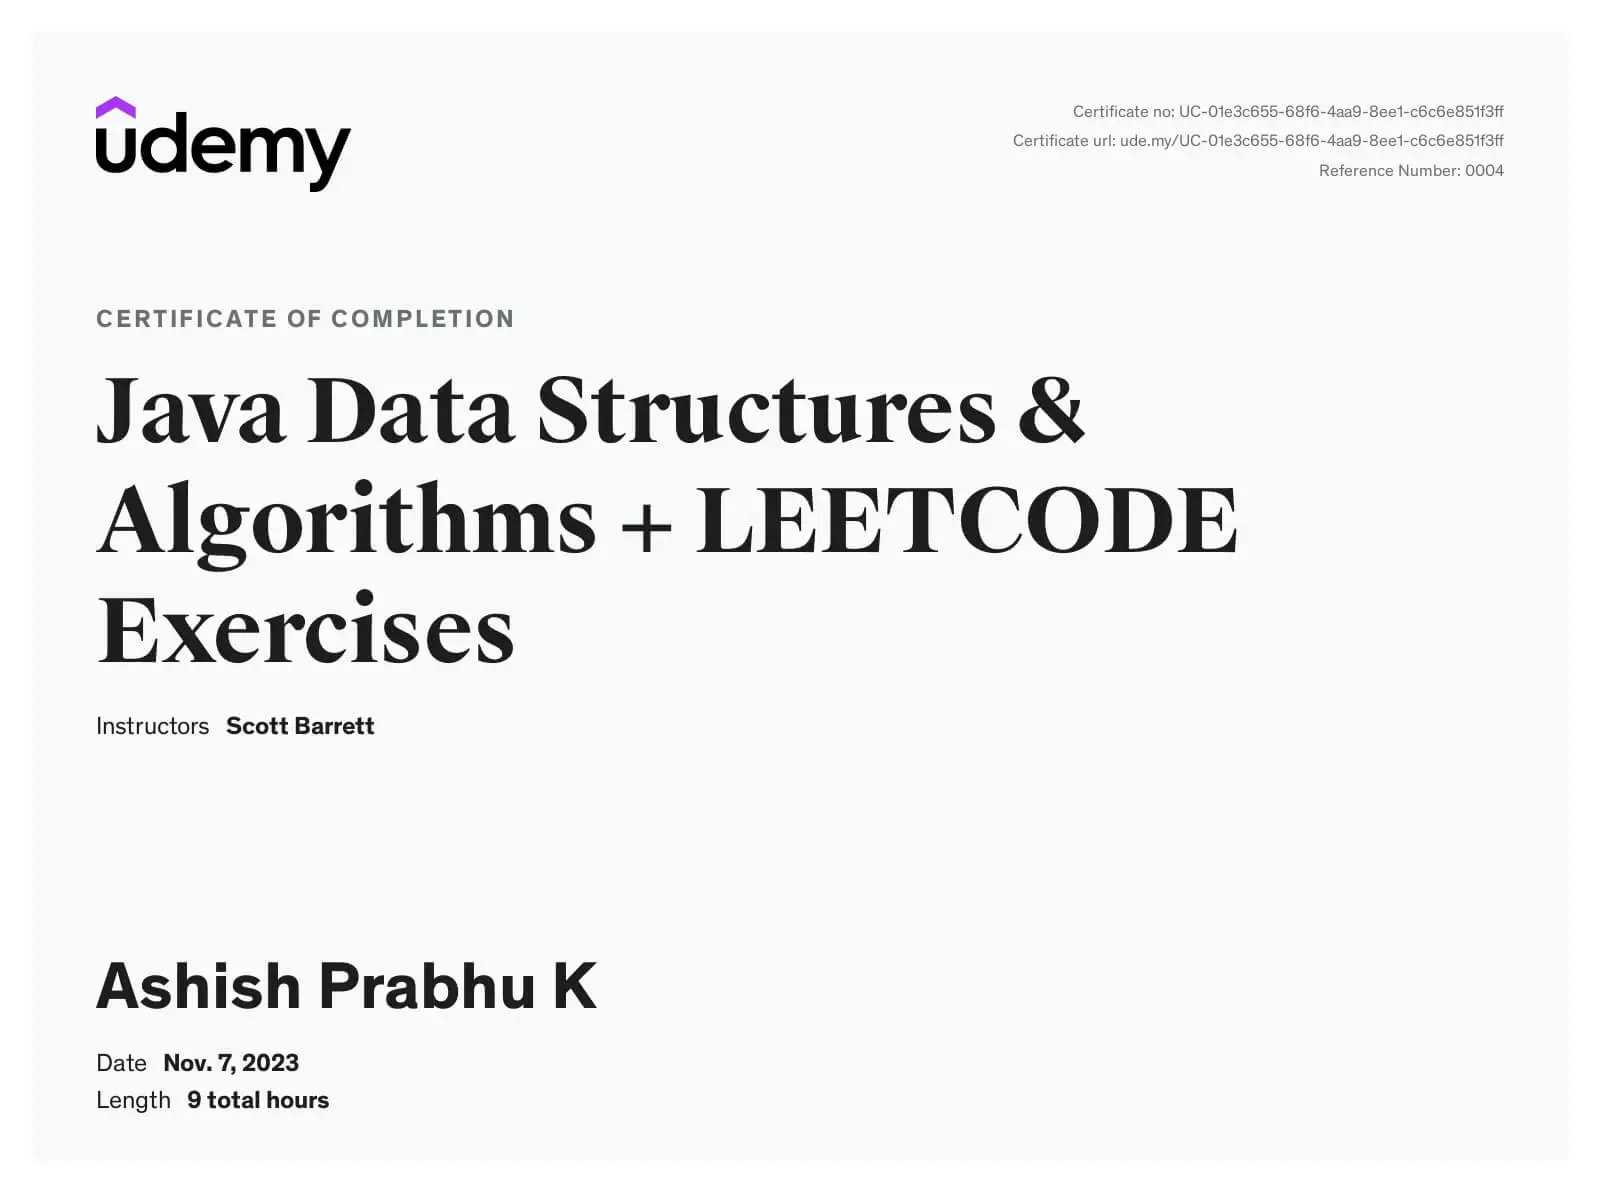 udemy
Certificate no: UC-01e3c655-68f6-4aa9-8ee1-c6c6e851f3ff
Certificate url: ude.my/UC-01e3c655-68f6-4aa9-8ee1-c6c6e851f3ff
Reference Number: 0004
CERTIFICATE OF COMPLETION
Java Data Structures &
Algorithms + LEETCODE
Exercises
Instructors Scott Barrett
Ashish Prabhu K
Date Nov. 7, 2023
Length 9 total hours